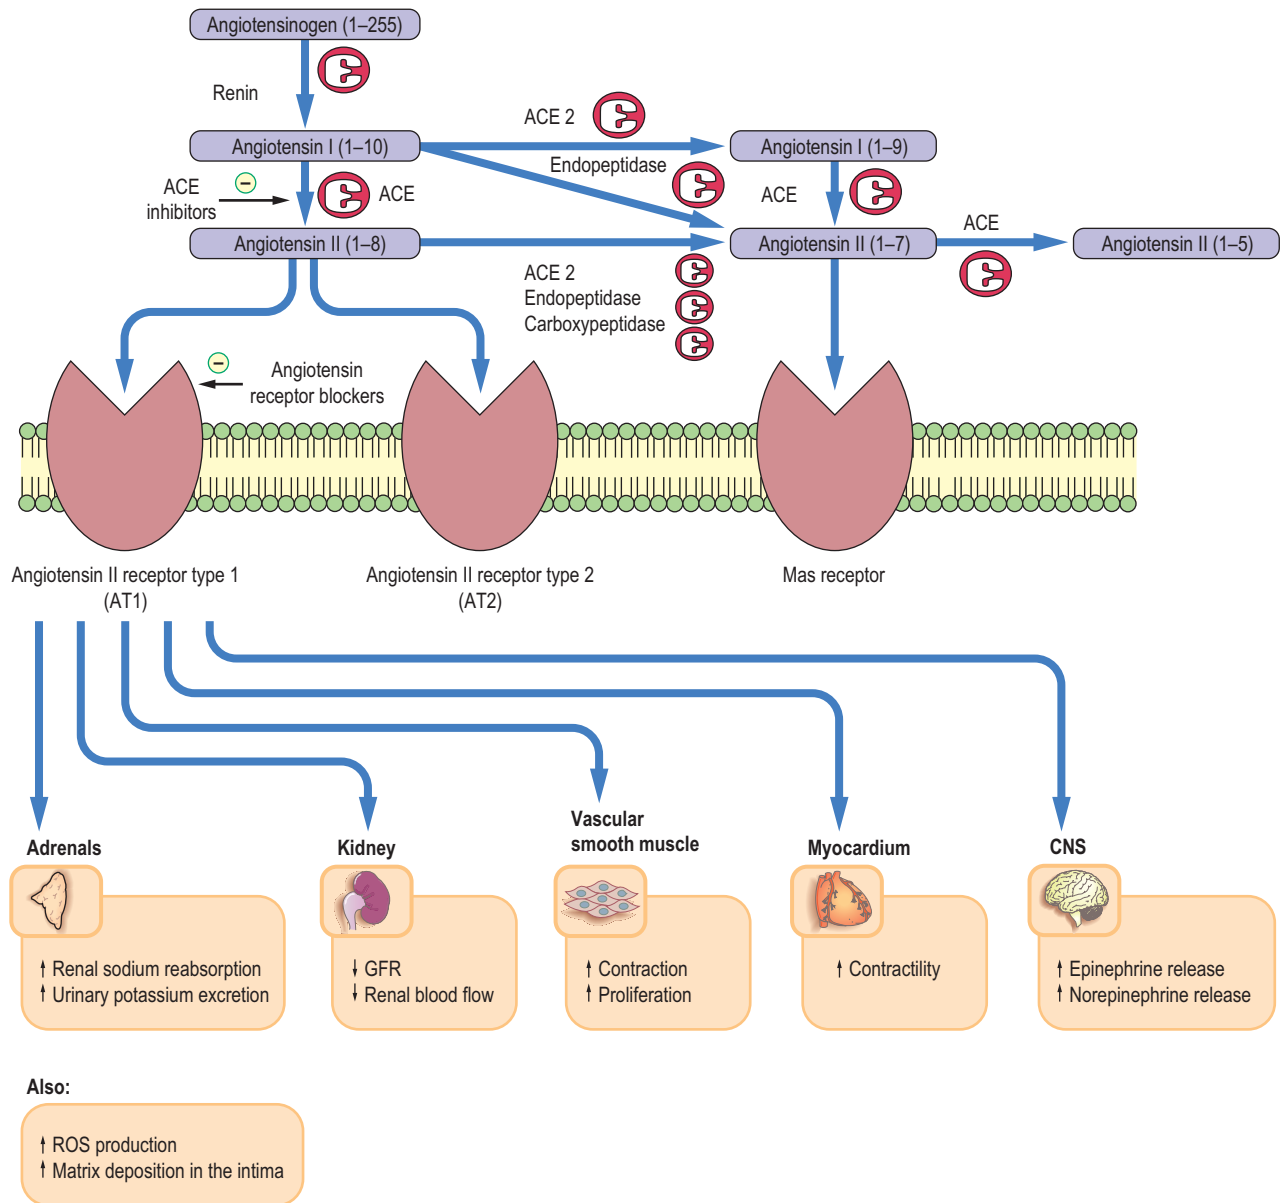 Angiotensinogen (1–255)
Renin
ACE 2
Angiotensin I (1–10)
Angiotensin I (1–9)
Endopeptidase
ACE
inhibitors
–
ACE
ACE
ACE
Angiotensin II (1–8)
Angiotensin II (1–7)
Angiotensin II (1–5)
ACE 2
Endopeptidase
Carboxypeptidase
–
Angiotensin
receptor blockers
Angiotensin II receptor type 1
(AT1)
Angiotensin II receptor type 2
(AT2)
Mas receptor
Adrenals
↑ Renal sodium reabsorption
↑ Urinary potassium excretion
Kidney
↓ GFR
↓ Renal blood flow
Vascular
smooth muscle
↑ Contraction
↑ Proliferation
Myocardium
↑ Contractility
CNS
↑ Epinephrine release
↑ Norepinephrine release
Also:
↑ ROS production
↑ Matrix deposition in the intima